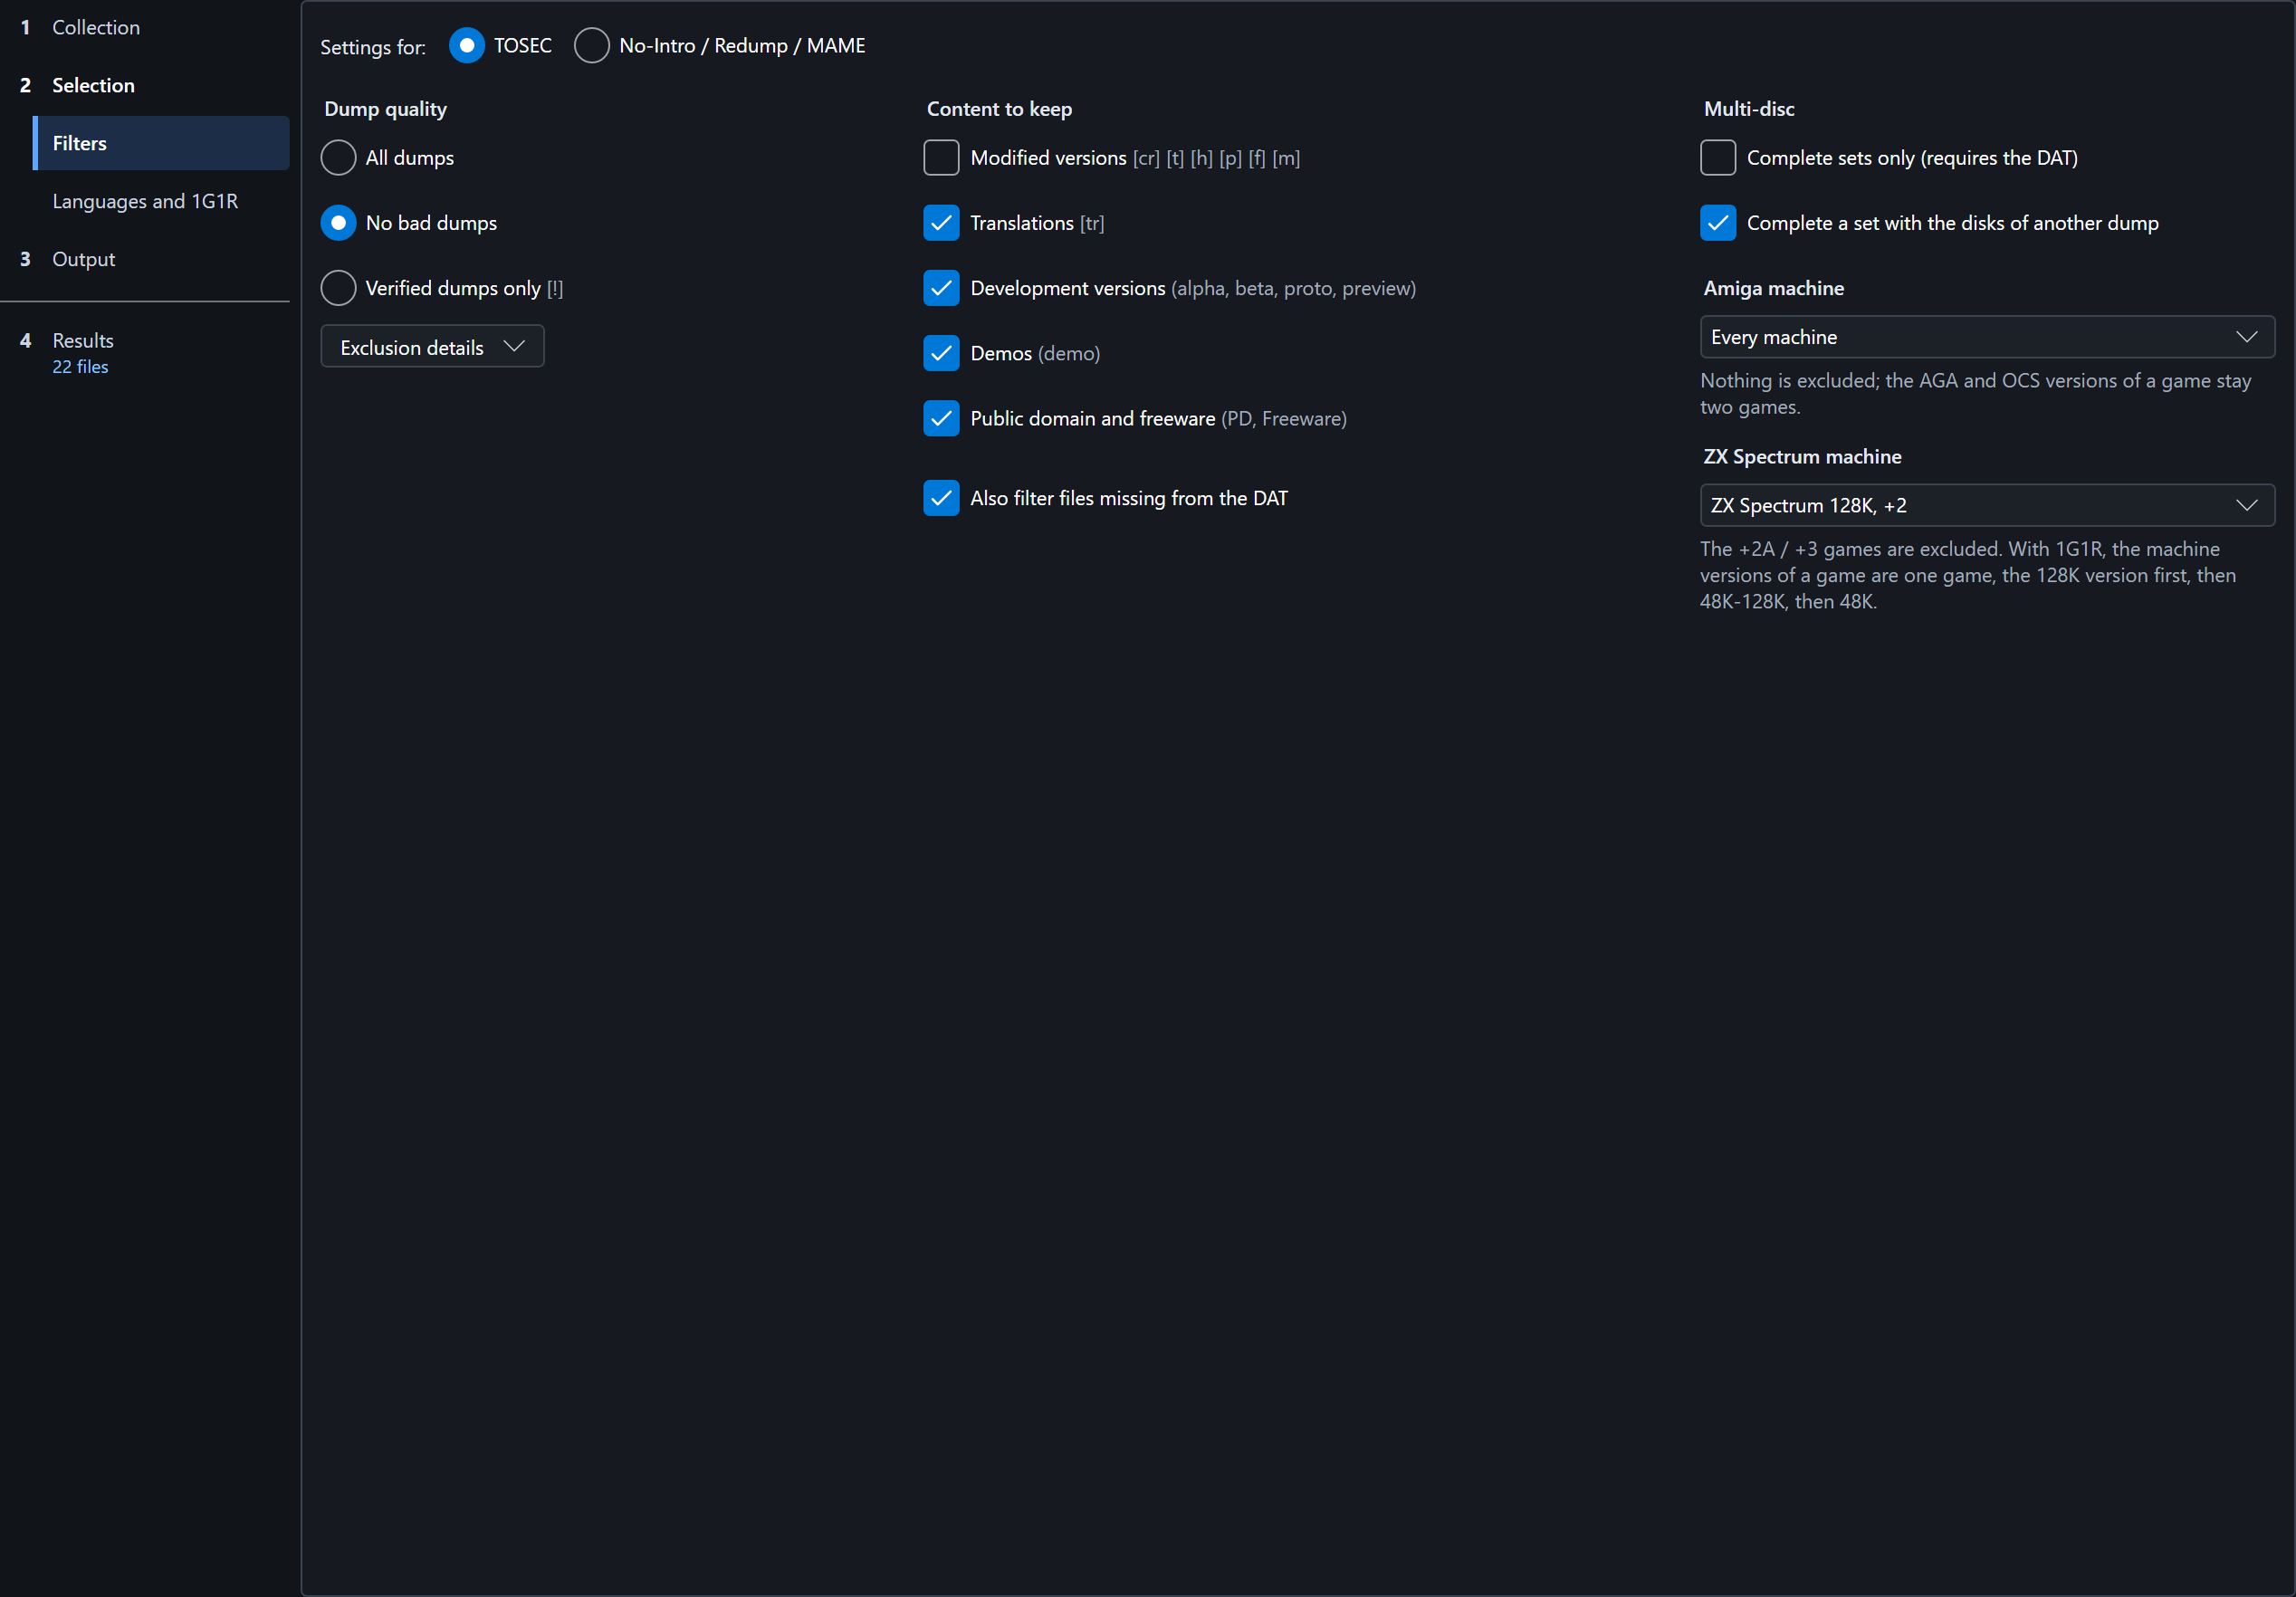 1 Collection
2 Selection
Filters
Languages and 1G1R
3 Output
4 Results
22 files
Settings for: TOSEC No-Intro / Redump / MAME
Dump quality
All dumps
No bad dumps
Verified dumps only [!]
Exclusion details
Content to keep
Modified versions [cr] [t] [h] [p] [f] [m]
Translations [tr]
Development versions (alpha, beta, proto, preview)
Demos (demo)
Public domain and freeware (PD, Freeware)
Also filter files missing from the DAT
Multi-disc
Complete sets only (requires the DAT)
Complete a set with the disks of another dump
Amiga machine
Every machine
Nothing is excluded; the AGA and OCS versions of a game stay
two games.
ZX Spectrum machine
ZX Spectrum 128K, +2
The +2A / +3 games are excluded. With 1G1R, the machine
versions of a game are one game, the 128K version first, then
48K-128K, then 48K.